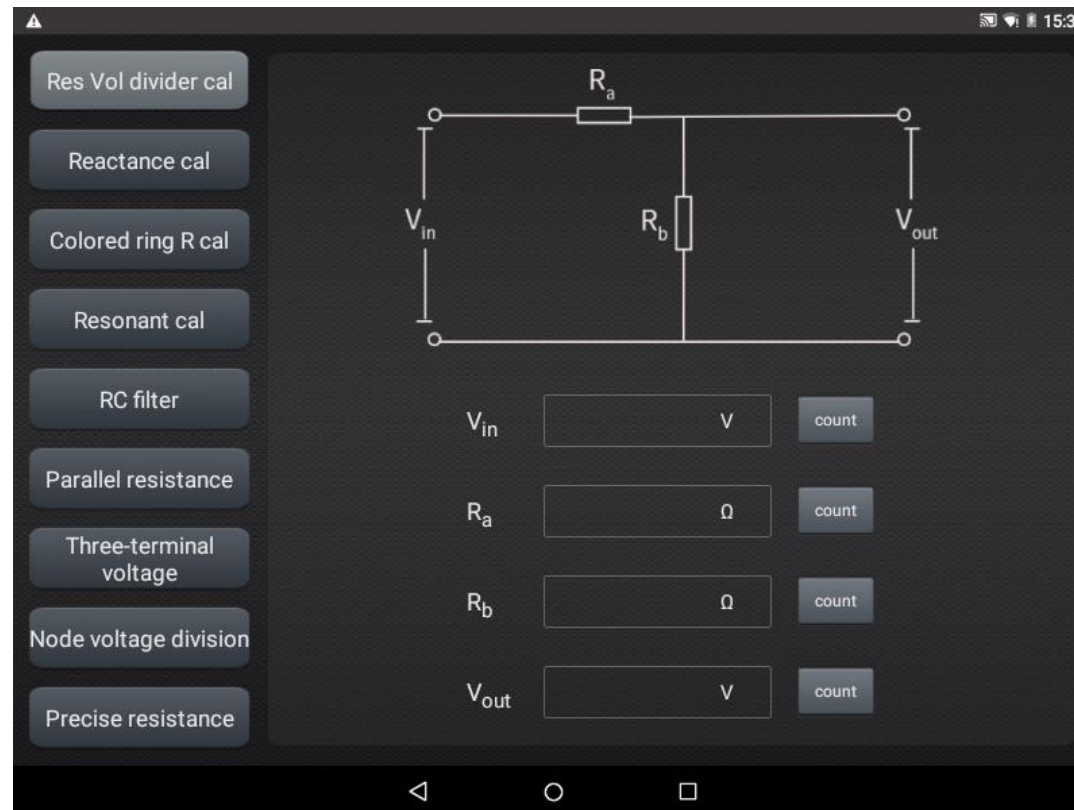 15:3
Res Vol divider cal
Reactance cal
Colored ring R cal
Resonant cal
RC filter
Parallel resistance
Three-terminal
voltage
Node voltage division
Precise resistance
Ra
Vin
Rb
Vout
Vin V count
Ra Ω count
Rb Ω count
Vout V count